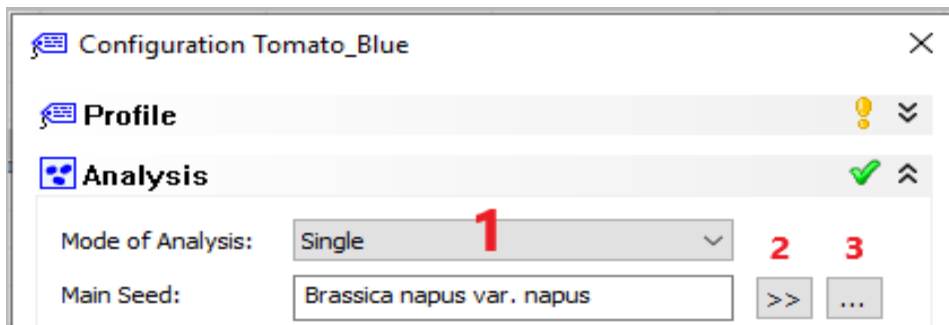 Configuration Tomato_Blue
Profile
Analysis
Mode of Analysis: Single 1
2 3
Main Seed: Brassica napus var. napus >> ...